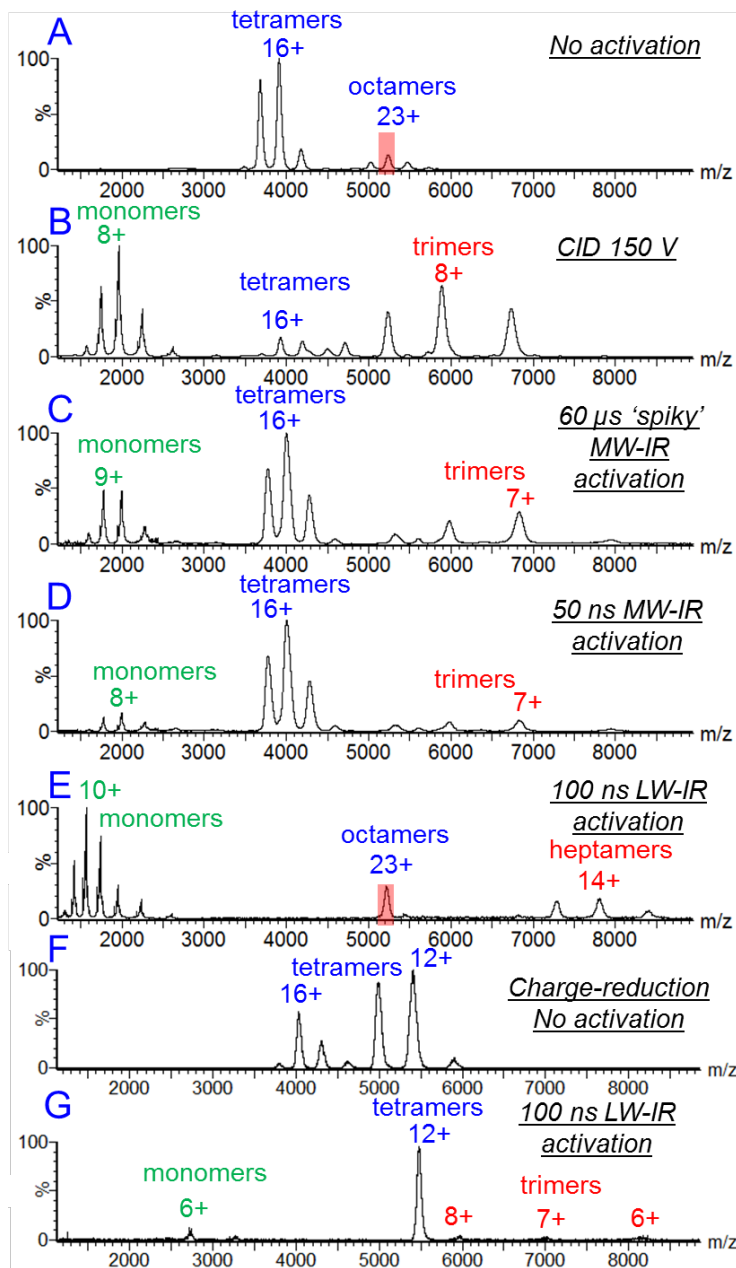 A
tetramers
16+
No activation
octamers
23+
100
%
0
2000 3000 4000 5000 6000 7000 8000 m/z
B
monomers
8+
CID 150 V
trimers
8+
tetramers
16+
100
%
0
2000 3000 4000 5000 6000 7000 8000 m/z
C
tetramers
16+
60 µs ‘spiky’
MW-IR
activation
monomers
9+
trimers
7+
100
%
0
2000 3000 4000 5000 6000 7000 8000 m/z
D
tetramers
16+
50 ns MW-IR
activation
monomers
8+
trimers
7+
100
%
0
2000 3000 4000 5000 6000 7000 8000 m/z
E
10+
monomers
100 ns LW-IR
activation
octamers
23+
heptamers
14+
100
%
0
2000 3000 4000 5000 6000 7000 8000 m/z
F
tetramers
12+
16+
Charge-reduction
No activation
100
%
0
2000 3000 4000 5000 6000 7000 8000 m/z
G
tetramers
12+
100 ns LW-IR
activation
monomers
6+
trimers
8+ 7+ 6+
100
%
0
2000 3000 4000 5000 6000 7000 8000 m/z